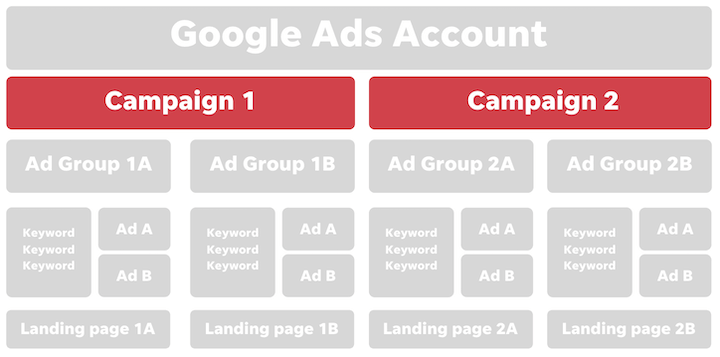 Google Ads Account
Campaign 1
Campaign 2
Ad Group 1A
Ad Group 1B
Ad Group 2A
Ad Group 2B
Keyword
Keyword
Keyword
Ad A
Ad B
Keyword
Keyword
Keyword
Ad A
Ad B
Keyword
Keyword
Keyword
Ad A
Ad B
Keyword
Keyword
Keyword
Ad A
Ad B
Landing page 1A
Landing page 1B
Landing page 2A
Landing page 2B